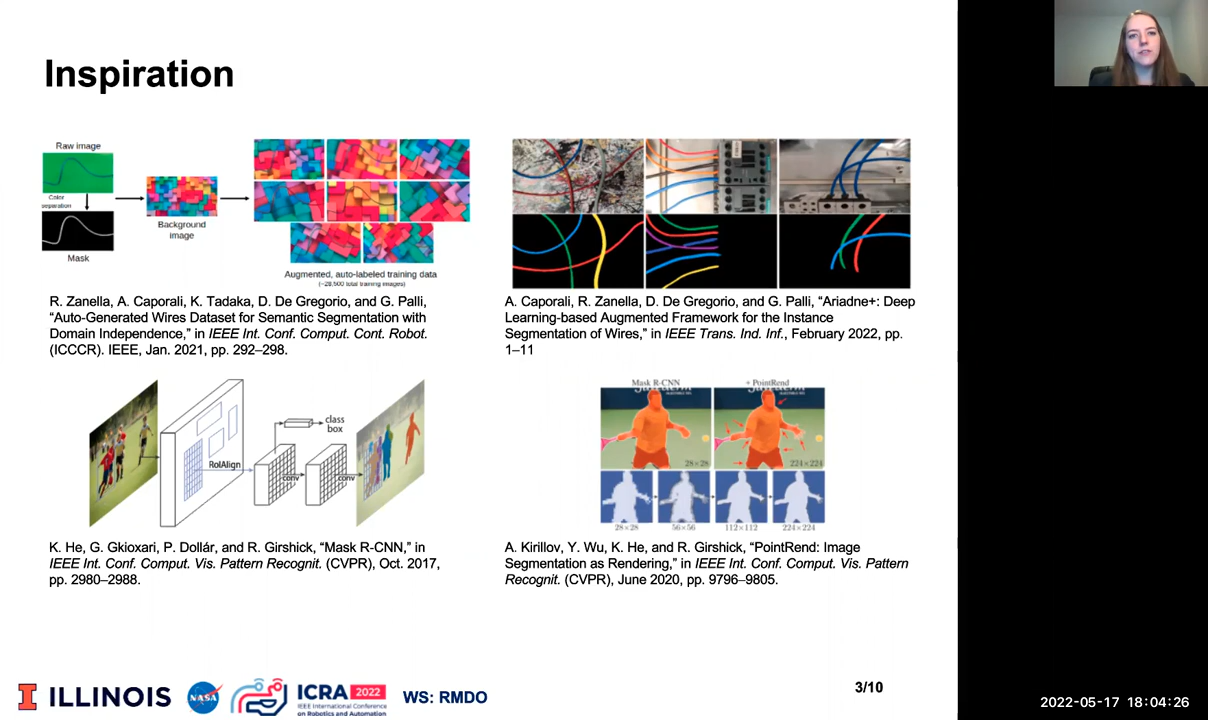 Inspiration
Raw image
Color
separation
Mask
Background
image
Augmented, auto-labeled training data
(~28,500 total training images)
R. Zanella, A. Caporali, K. Tadaka, D. De Gregorio, and G. Palli,
“Auto-Generated Wires Dataset for Semantic Segmentation with
Domain Independence,” in IEEE Int. Conf. Comput. Cont. Robot.
(ICCCR). IEEE, Jan. 2021, pp. 292–298.
A. Caporali, R. Zanella, D. De Gregorio, and G. Palli, “Ariadne+: Deep
Learning-based Augmented Framework for the Instance
Segmentation of Wires,” in IEEE Trans. Ind. Inf., February 2022, pp.
1–11
RoIAlign
class
box
conv
conv
K. He, G. Gkioxari, P. Dollár, and R. Girshick, “Mask R-CNN,” in
IEEE Int. Conf. Comput. Vis. Pattern Recognit. (CVPR), Oct. 2017,
pp. 2980–2988.
Mask R-CNN
+ PointRend
28×28
224×224
28×28
56×56
112×112
224×224
A. Kirillov, Y. Wu, K. He, and R. Girshick, “PointRend: Image
Segmentation as Rendering,” in IEEE Int. Conf. Comput. Vis. Pattern
Recognit. (CVPR), June 2020, pp. 9796–9805.
I ILLINOIS
NASA
ICRA 2022
IEEE International Conference
on Robotics and Automation
WS: RMDO
3/10
2022-05-17 18:04:26